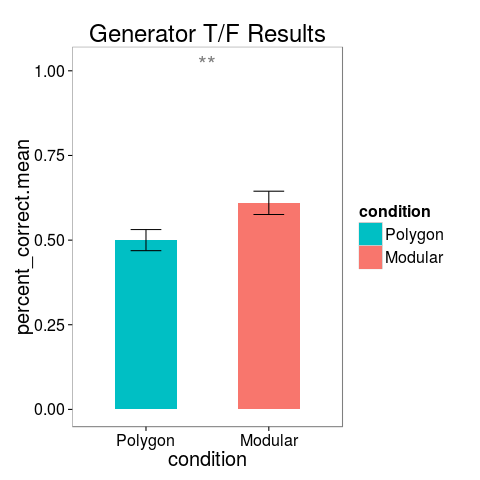 Generator T/F Results
**
1.00
0.75
0.50
0.25
0.00
percent_correct.mean
Polygon
Modular
condition
condition
Polygon
Modular